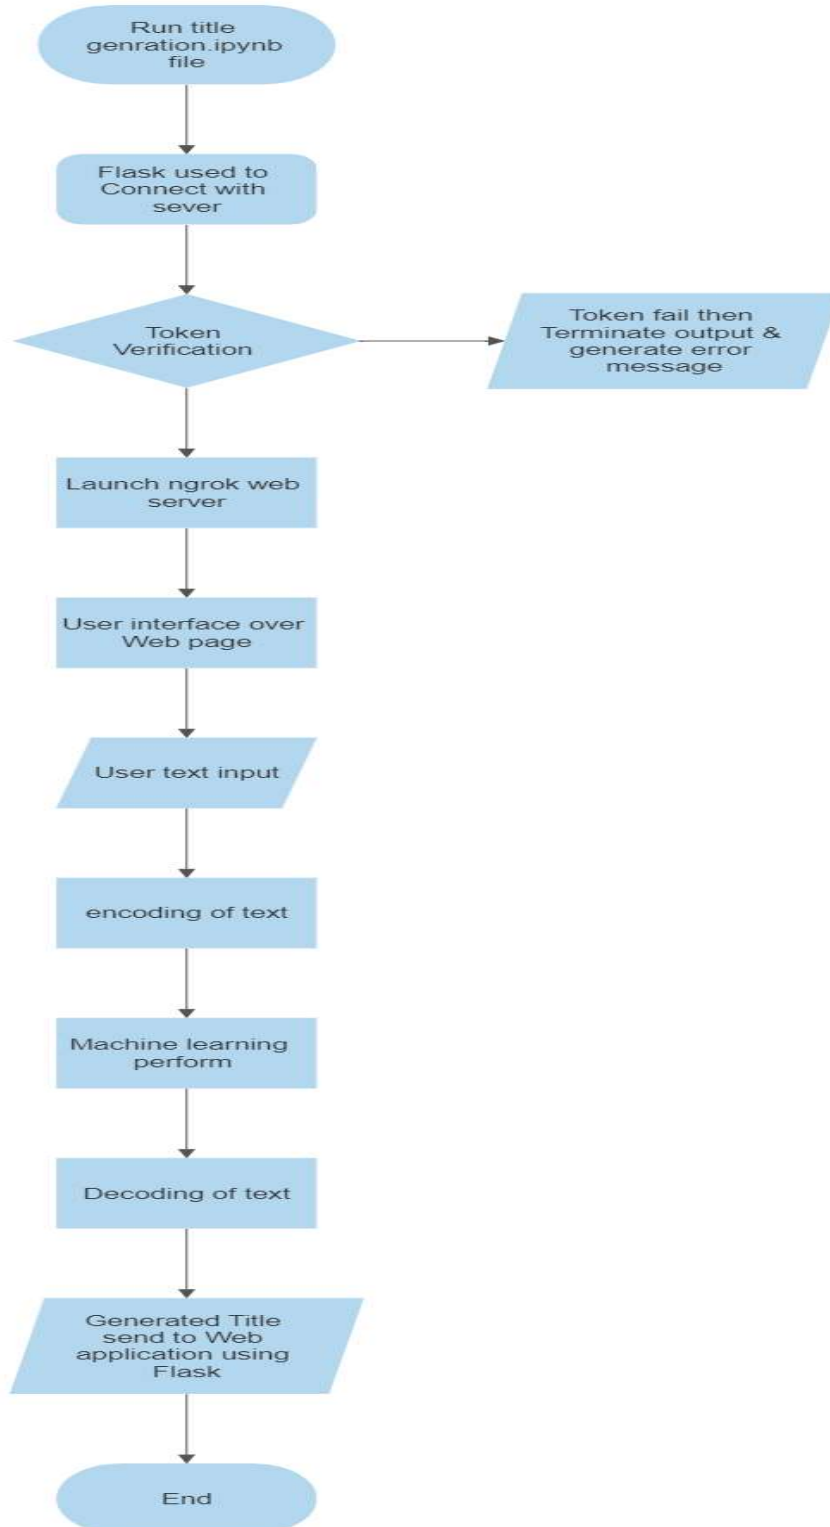 Run title
genration.ipynb
file
Flask used to
Connect with
sever
Token
Verification
Token fail then
Terminate output &
generate error
message
Launch ngrok web
server
User interface over
Web page
User text input
encoding of text
Machine learning
perform
Decoding of text
Generated Title
send to Web
application using
Flask
End